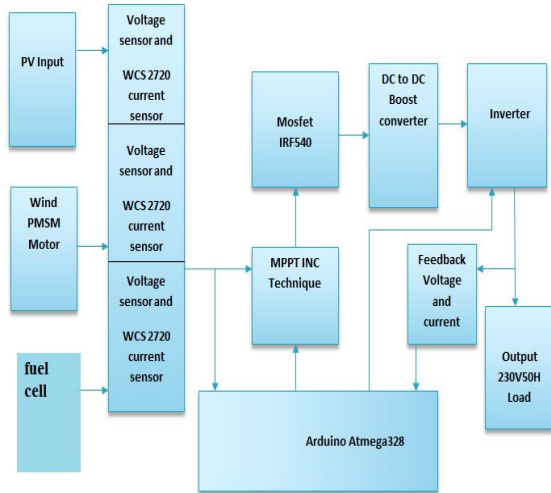 PV Input
Voltage
sensor and
WCS 2720
current
sensor
Voltage
sensor and
WCS 2720
current
sensor
Voltage
sensor and
WCS 2720
current
sensor
Wind
PMSM
Motor
fuel
cell
Mosfet
IRF540
DC to DC
Boost
converter
Inverter
MPPT INC
Technique
Feedback
Voltage
and
current
Output
230V50H
Load
Arduino Atmega328